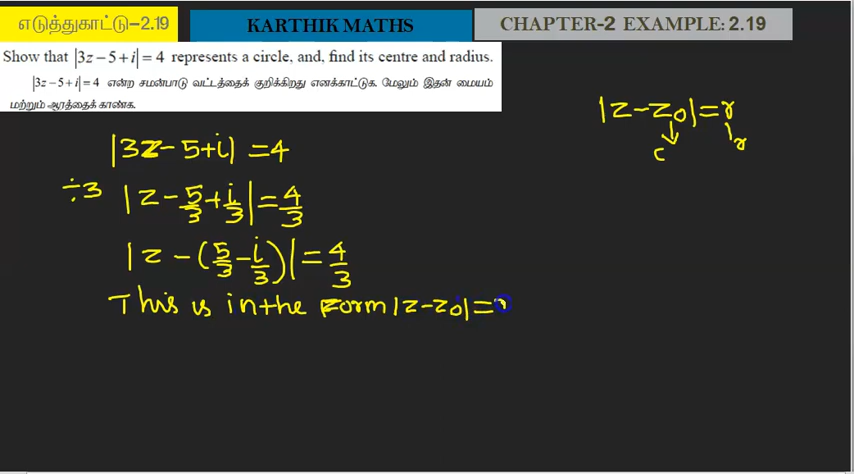 எடுத்துகாட்டு-2.19
KARTHIK MATHS
CHAPTER-2 EXAMPLE: 2.19
Show that |3z − 5 + i| = 4 represents a circle, and, find its centre and radius.
|3z − 5 + i| = 4 என்ற சமன்பாடு வட்டத்தைக் குறிக்கிறது எனக்காட்டுக. மேலும் இதன் மையம்
மற்றும் ஆரத்தைக் காண்க.
|z − z₀| = r
c r
|3z − 5 + i| = 4
÷3 |z − 5/3 + i/3| = 4/3
|z − (5/3 − i/3)| = 4/3
This is in the form |z − z₀| = r